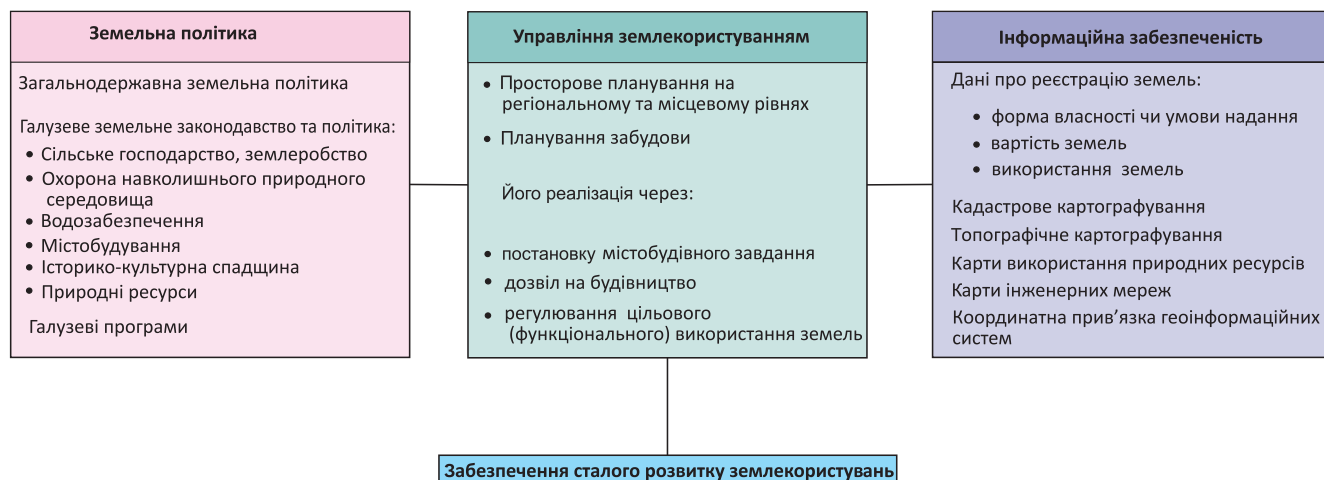 Земельна політика
Загальнодержавна земельна політика
Галузеве земельне законодавство та політика:
• Сільське господарство, землеробство
• Охорона навколишнього природного
середовища
• Водозабезпечення
• Містобудування
• Історико-культурна спадщина
• Природні ресурси
Галузеві програми
Управління землекористуванням
• Просторове планування на
регіональному та місцевому рівнях
• Планування забудови
Його реалізація через:
• постановку містобудівного завдання
• дозвіл на будівництво
• регулювання цільового
(функціонального) використання земель
Інформаційна забезпеченість
Дані про реєстрацію земель:
• форма власності чи умови надання
• вартість земель
• використання земель
Кадастрове картографування
Топографічне картографування
Карти використання природних ресурсів
Карти інженерних мереж
Координатна прив’язка геоінформаційних
систем
Забезпечення сталого розвитку землекористувань